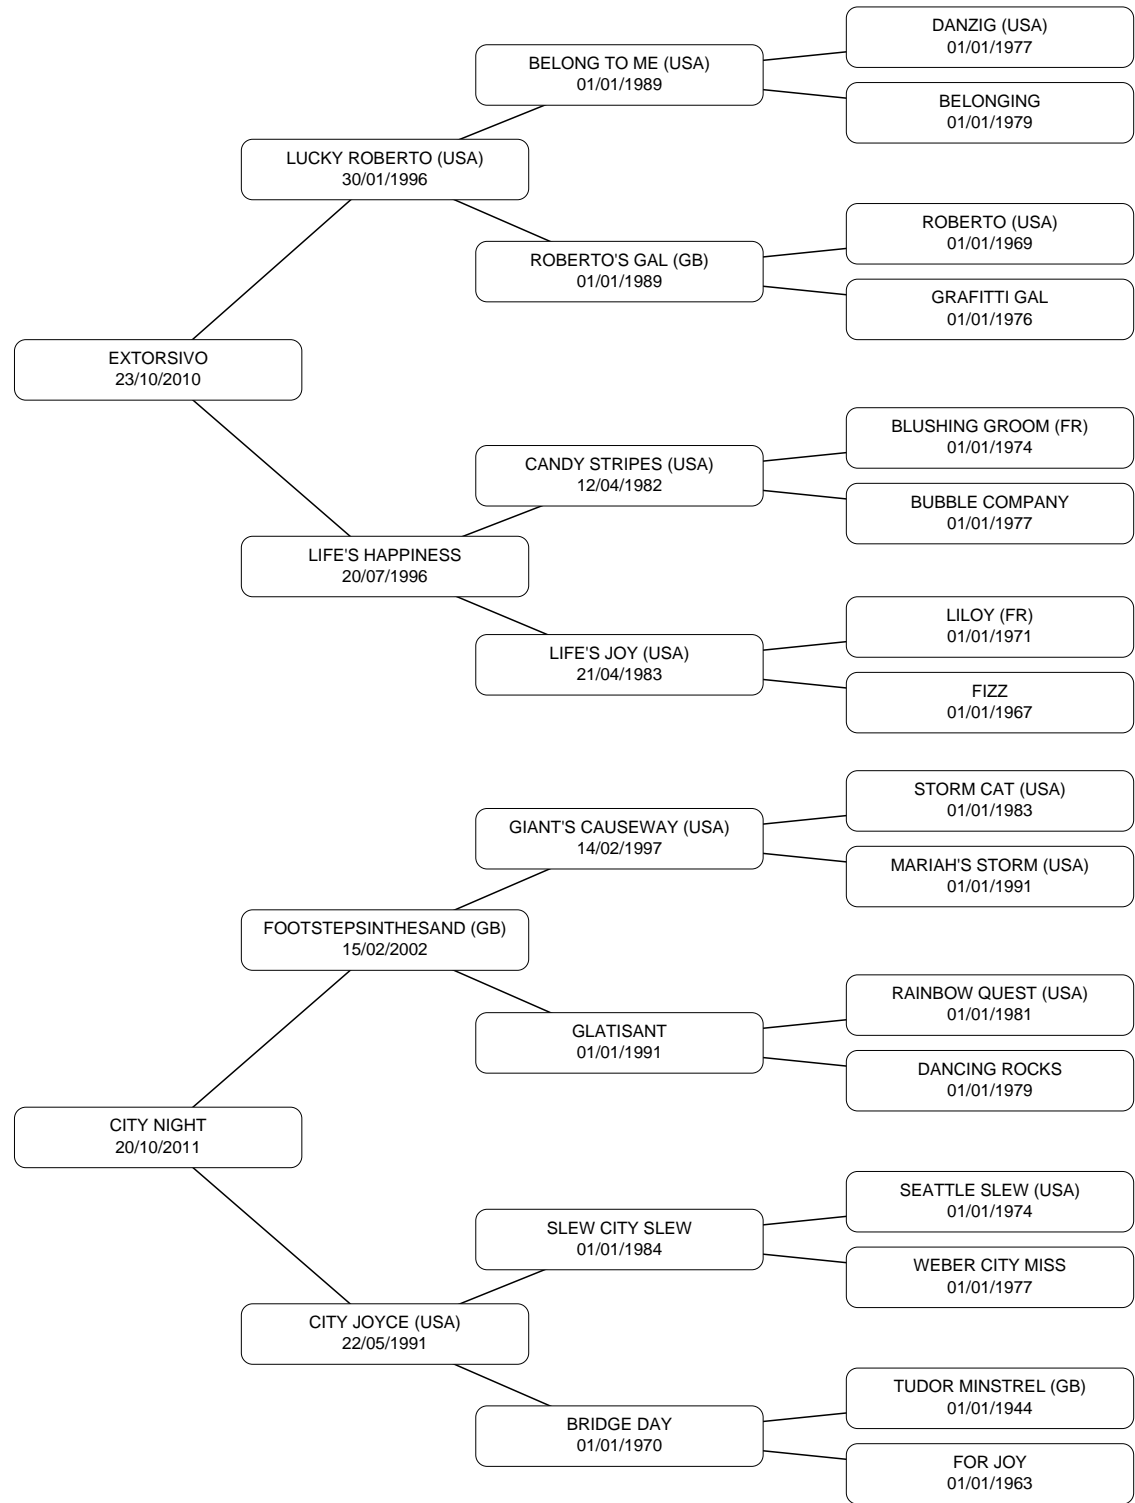 DANZIG (USA)
01/01/1977
BELONG TO ME (USA)
01/01/1989
BELONGING
01/01/1979
LUCKY ROBERTO (USA)
30/01/1996
ROBERTO (USA)
01/01/1969
ROBERTO'S GAL (GB)
01/01/1989
GRAFITTI GAL
01/01/1976
EXTORSIVO
23/10/2010
BLUSHING GROOM (FR)
01/01/1974
CANDY STRIPES (USA)
12/04/1982
BUBBLE COMPANY
01/01/1977
LIFE'S HAPPINESS
20/07/1996
LILOY (FR)
01/01/1971
LIFE'S JOY (USA)
21/04/1983
FIZZ
01/01/1967
STORM CAT (USA)
01/01/1983
GIANT'S CAUSEWAY (USA)
14/02/1997
MARIAH'S STORM (USA)
01/01/1991
FOOTSTEPSINTHESAND (GB)
15/02/2002
RAINBOW QUEST (USA)
01/01/1981
GLATISANT
01/01/1991
DANCING ROCKS
01/01/1979
CITY NIGHT
20/10/2011
SEATTLE SLEW (USA)
01/01/1974
SLEW CITY SLEW
01/01/1984
WEBER CITY MISS
01/01/1977
CITY JOYCE (USA)
22/05/1991
TUDOR MINSTREL (GB)
01/01/1944
BRIDGE DAY
01/01/1970
FOR JOY
01/01/1963